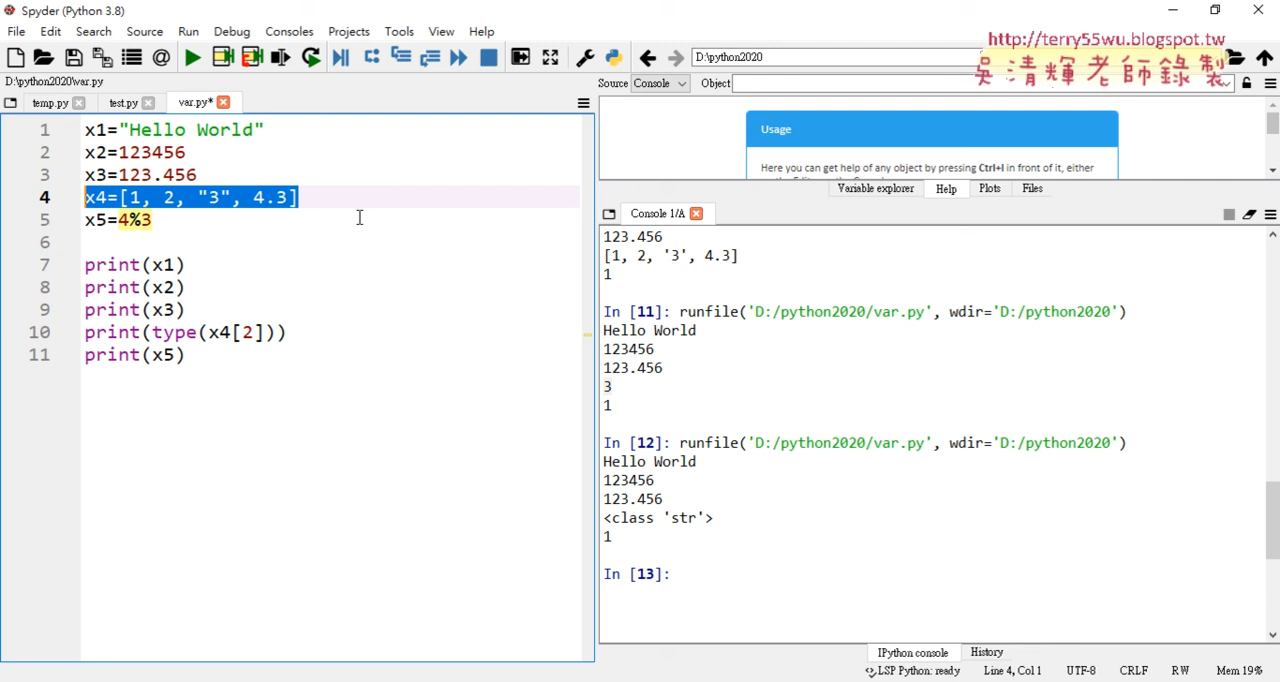 Spyder (Python 3.8)
File Edit Search Source Run Debug Consoles Projects Tools View Help
http://terry55wu.blogspot.tw
吳清輝老師錄製
D:\python2020
D:\python2020\var.py
Source Console Object
temp.py test.py var.py*
1 x1="Hello World"
2 x2=123456
3 x3=123.456
4 x4=[1, 2, "3", 4.3]
5 x5=4%3
6
7 print(x1)
8 print(x2)
9 print(x3)
10 print(type(x4[2]))
11 print(x5)
Usage
Here you can get help of any object by pressing Ctrl+I in front of it, either
Variable explorer Help Plots Files
Console 1/A
123.456
[1, 2, '3', 4.3]
1
In [11]: runfile('D:/python2020/var.py', wdir='D:/python2020')
Hello World
123456
123.456
3
1
In [12]: runfile('D:/python2020/var.py', wdir='D:/python2020')
Hello World
123456
123.456
<class 'str'>
1
In [13]:
IPython console History
LSP Python: ready Line 4, Col 1 UTF-8 CRLF RW Mem 19%